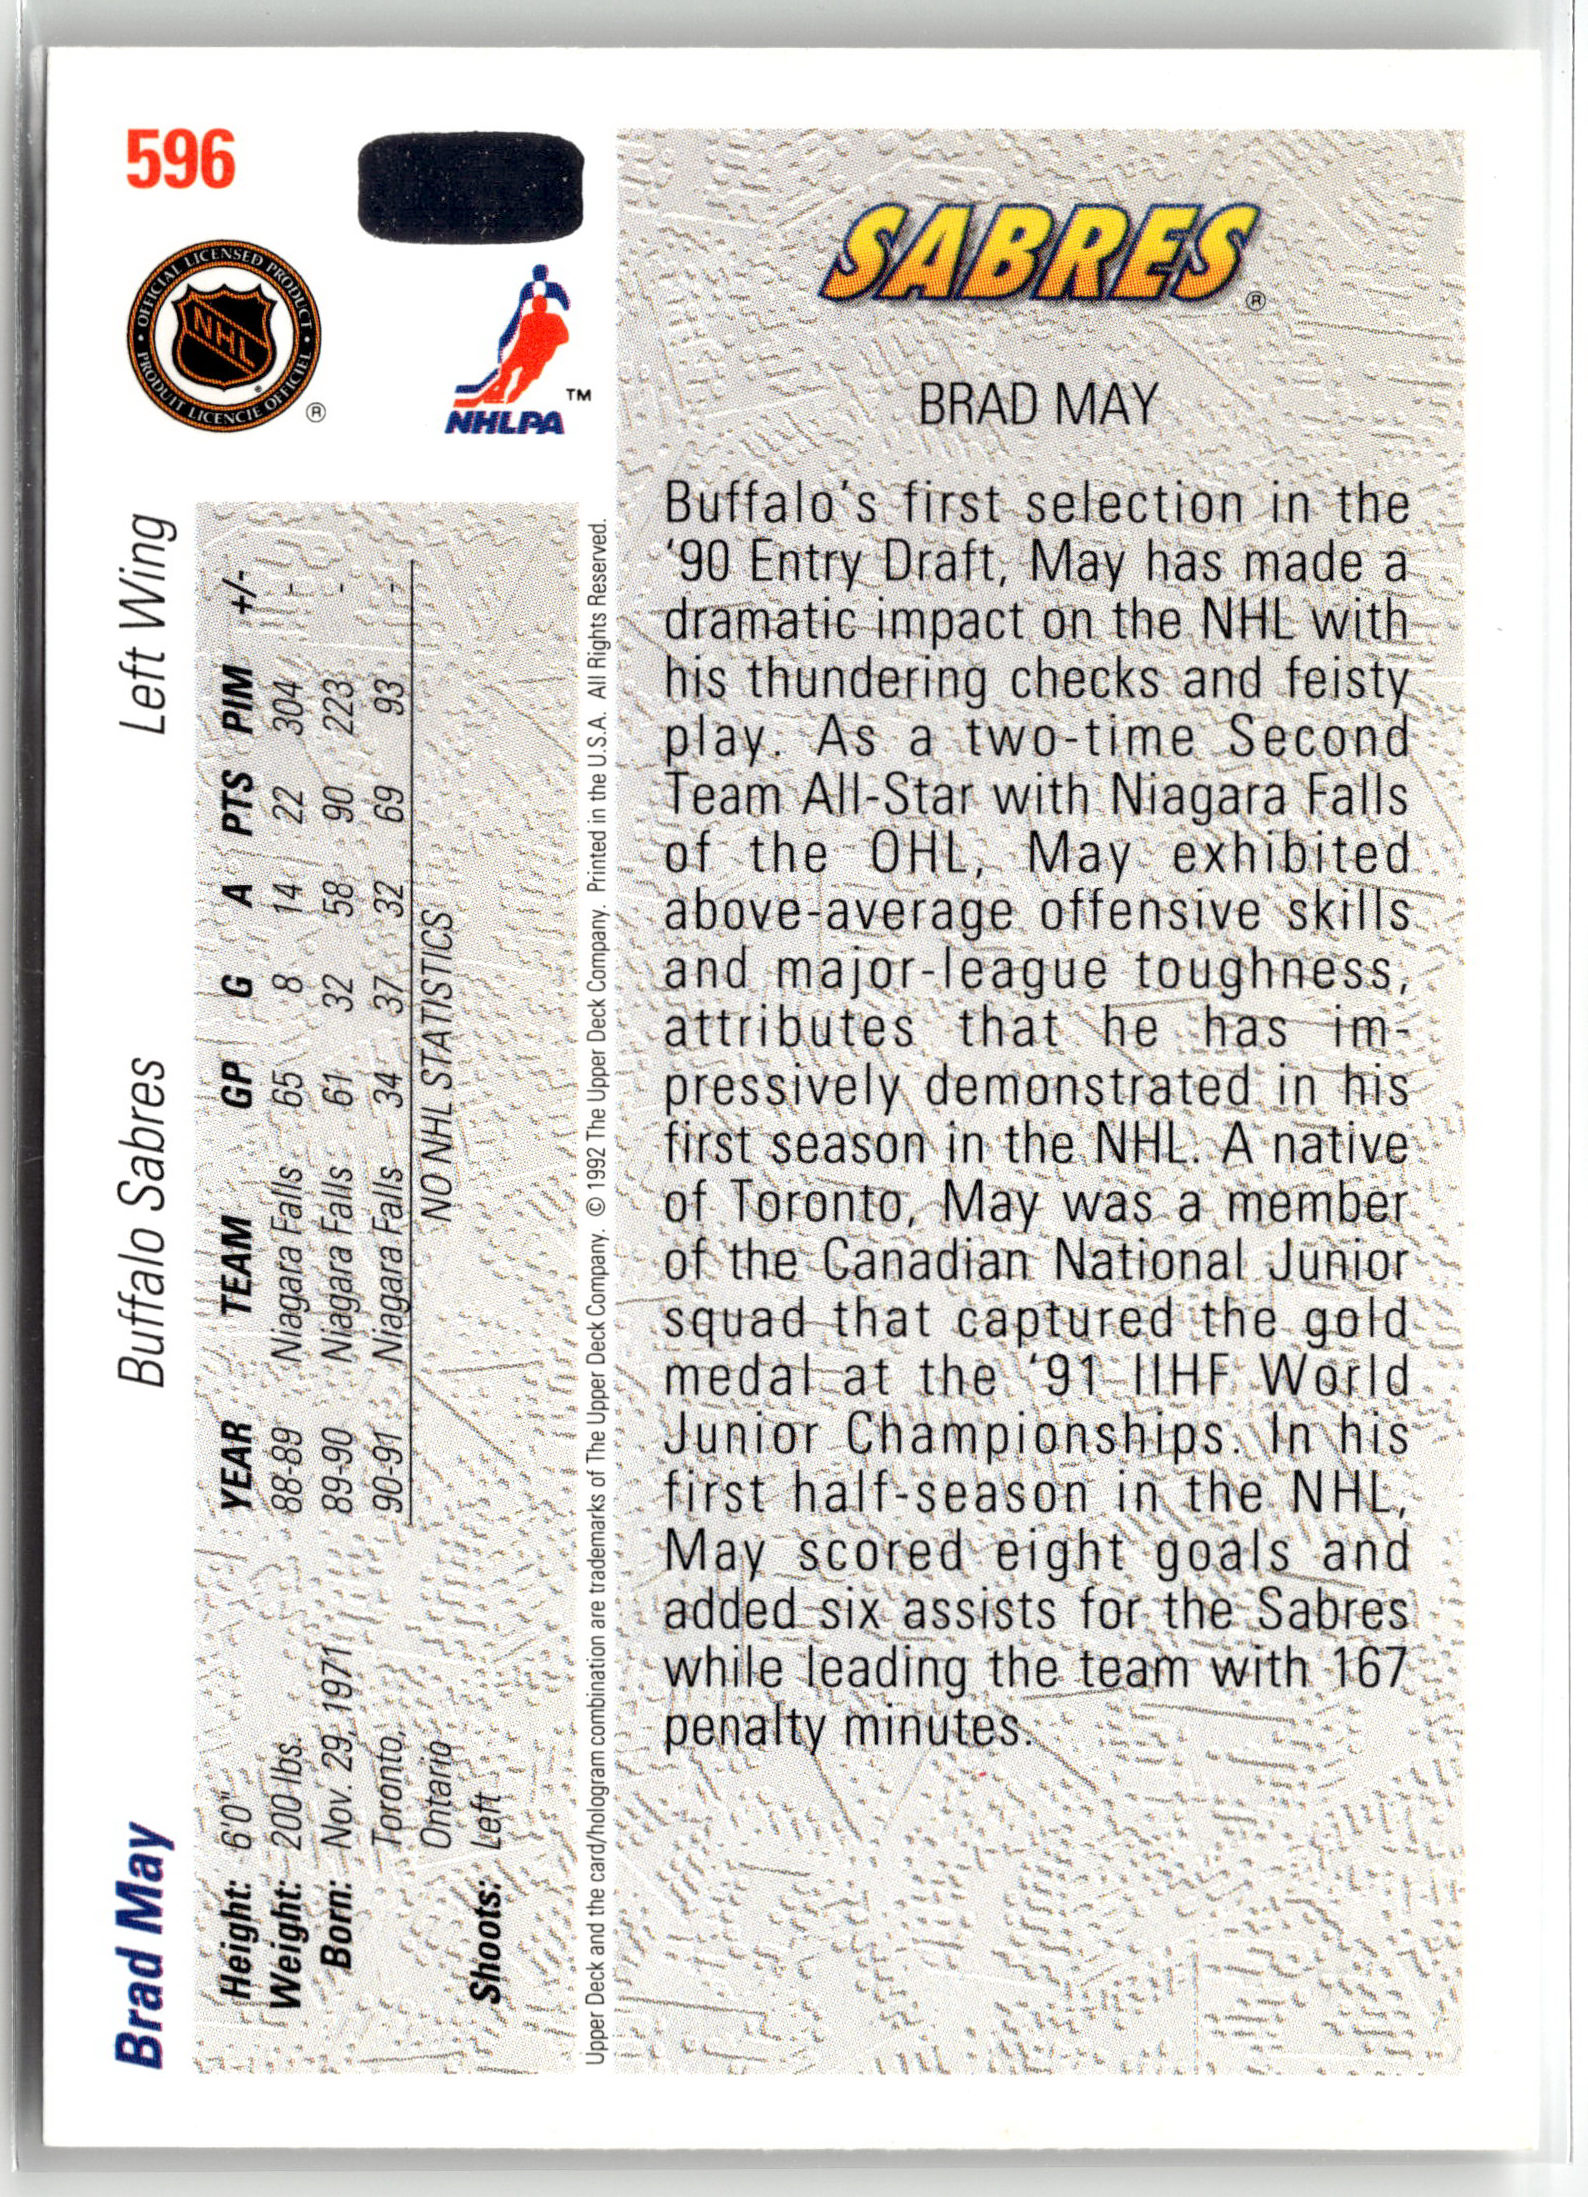 596
OFFICIAL LICENSED PRODUCT
NHL
PRODUIT LICENCIE OFFICIEL
®
NHLPA
TM
Brad May Buffalo Sabres Left Wing
Height: 6'0"
Weight: 200 lbs.
Born: Nov. 29, 1971
Toronto,
Ontario
Shoots: Left
YEAR TEAM GP G A PTS PIM +/-
88-89 Niagara Falls 65 8 14 22 304 -
89-90 Niagara Falls 61 32 58 90 223 -
90-91 Niagara Falls 34 37 32 69 93 -
NO NHL STATISTICS
Upper Deck and the card/hologram combination are trademarks of The Upper Deck Company. © 1992 The Upper Deck Company. Printed in the U.S.A. All Rights Reserved.
SABRES
®
BRAD MAY
Buffalo's first selection in the
'90 Entry Draft, May has made a
dramatic impact on the NHL with
his thundering checks and feisty
play. As a two-time Second
Team All-Star with Niagara Falls
of the OHL, May exhibited
above-average offensive skills
and major-league toughness,
attributes that he has im-
pressively demonstrated in his
first season in the NHL. A native
of Toronto, May was a member
of the Canadian National Junior
squad that captured the gold
medal at the '91 IIHF World
Junior Championships. In his
first half-season in the NHL,
May scored eight goals and
added six assists for the Sabres
while leading the team with 167
penalty minutes.